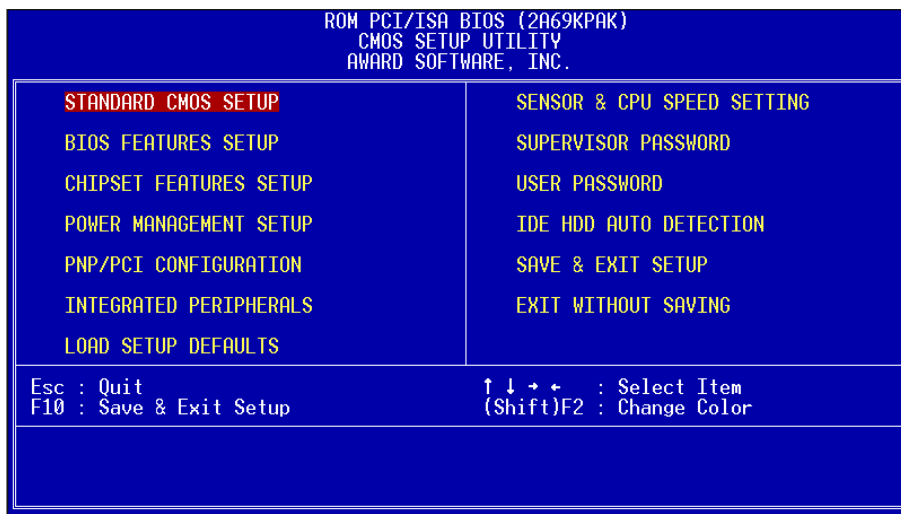 ROM PCI/ISA BIOS (2A69KPAK)
CMOS SETUP UTILITY
AWARD SOFTWARE, INC.
STANDARD CMOS SETUP
BIOS FEATURES SETUP
CHIPSET FEATURES SETUP
POWER MANAGEMENT SETUP
PNP/PCI CONFIGURATION
INTEGRATED PERIPHERALS
LOAD SETUP DEFAULTS
SENSOR & CPU SPEED SETTING
SUPERVISOR PASSWORD
USER PASSWORD
IDE HDD AUTO DETECTION
SAVE & EXIT SETUP
EXIT WITHOUT SAVING
Esc : Quit
F10 : Save & Exit Setup
↑ ↓ → ← : Select Item
(Shift)F2 : Change Color